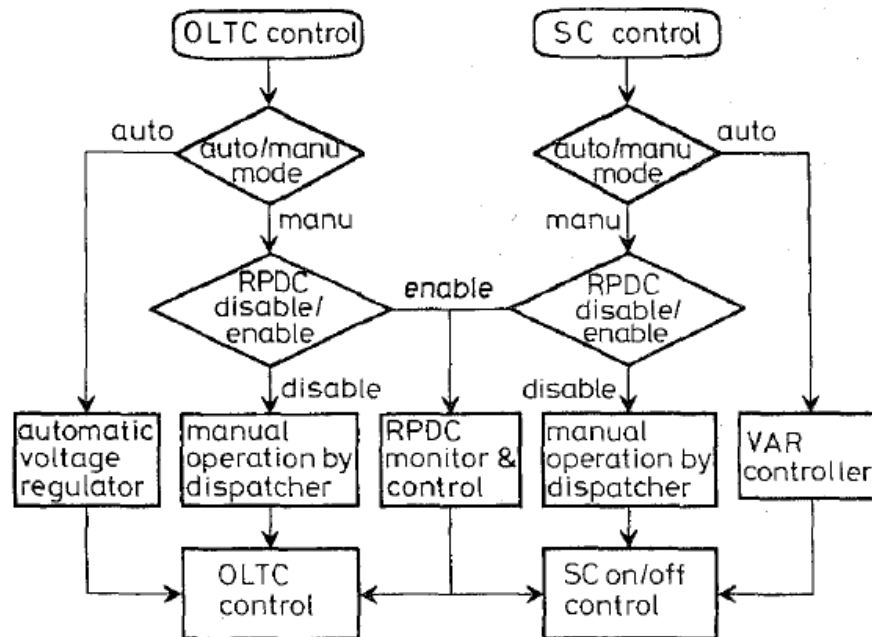 OLTC control
SC control
auto
auto/manu
mode
auto/manu
mode
auto
manu
manu
RPDC
disable/
enable
enable
RPDC
disable/
enable
disable
disable
automatic
voltage
regulator
manual
operation by
dispatcher
RPDC
monitor &
control
manual
operation by
dispatcher
VAR
controller
OLTC
control
SC on/off
control